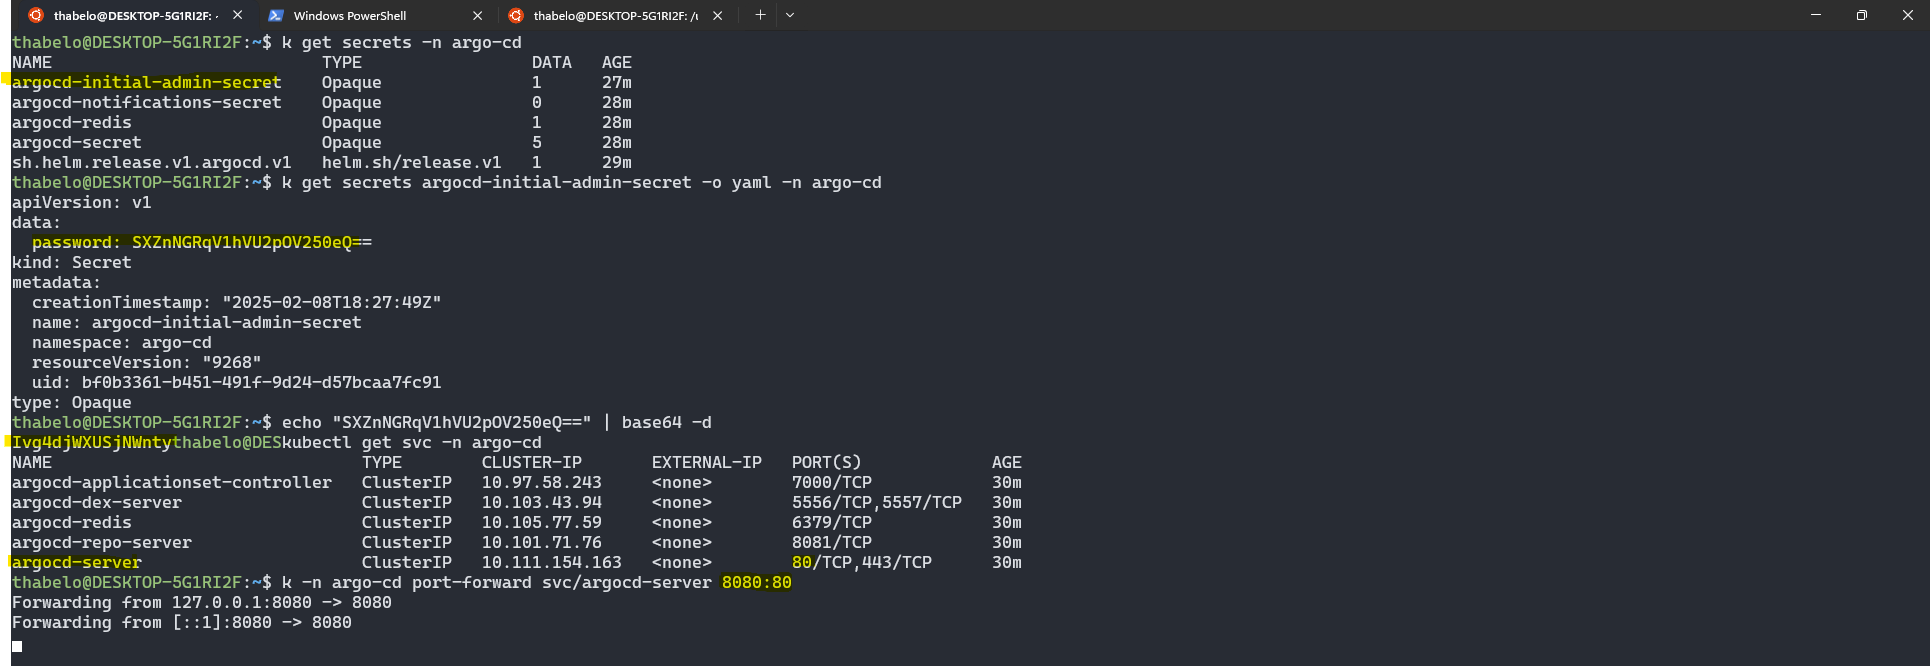 thabelo@DESKTOP-5G1RI2F: ~
Windows PowerShell
thabelo@DESKTOP-5G1RI2F: /u
thabelo@DESKTOP-5G1RI2F:~$ k get secrets -n argo-cd
NAME TYPE DATA AGE
argocd-initial-admin-secret Opaque 1 27m
argocd-notifications-secret Opaque 0 28m
argocd-redis Opaque 1 28m
argocd-secret Opaque 5 28m
sh.helm.release.v1.argocd.v1 helm.sh/release.v1 1 29m
thabelo@DESKTOP-5G1RI2F:~$ k get secrets argocd-initial-admin-secret -o yaml -n argo-cd
apiVersion: v1
data:
  password: SXZnNGRqV1hVU2pOV250eQ==
kind: Secret
metadata:
  creationTimestamp: "2025-02-08T18:27:49Z"
  name: argocd-initial-admin-secret
  namespace: argo-cd
  resourceVersion: "9268"
  uid: bf0b3361-b451-491f-9d24-d57bcaa7fc91
type: Opaque
thabelo@DESKTOP-5G1RI2F:~$ echo "SXZnNGRqV1hVU2pOV250eQ==" | base64 -d
Ivg4djWXUSjNWntythabelo@DESkubectl get svc -n argo-cd
NAME TYPE CLUSTER-IP EXTERNAL-IP PORT(S) AGE
argocd-applicationset-controller ClusterIP 10.97.58.243 <none> 7000/TCP 30m
argocd-dex-server ClusterIP 10.103.43.94 <none> 5556/TCP,5557/TCP 30m
argocd-redis ClusterIP 10.105.77.59 <none> 6379/TCP 30m
argocd-repo-server ClusterIP 10.101.71.76 <none> 8081/TCP 30m
argocd-server ClusterIP 10.111.154.163 <none> 80/TCP,443/TCP 30m
thabelo@DESKTOP-5G1RI2F:~$ k -n argo-cd port-forward svc/argocd-server 8080:80
Forwarding from 127.0.0.1:8080 -> 8080
Forwarding from [::1]:8080 -> 8080